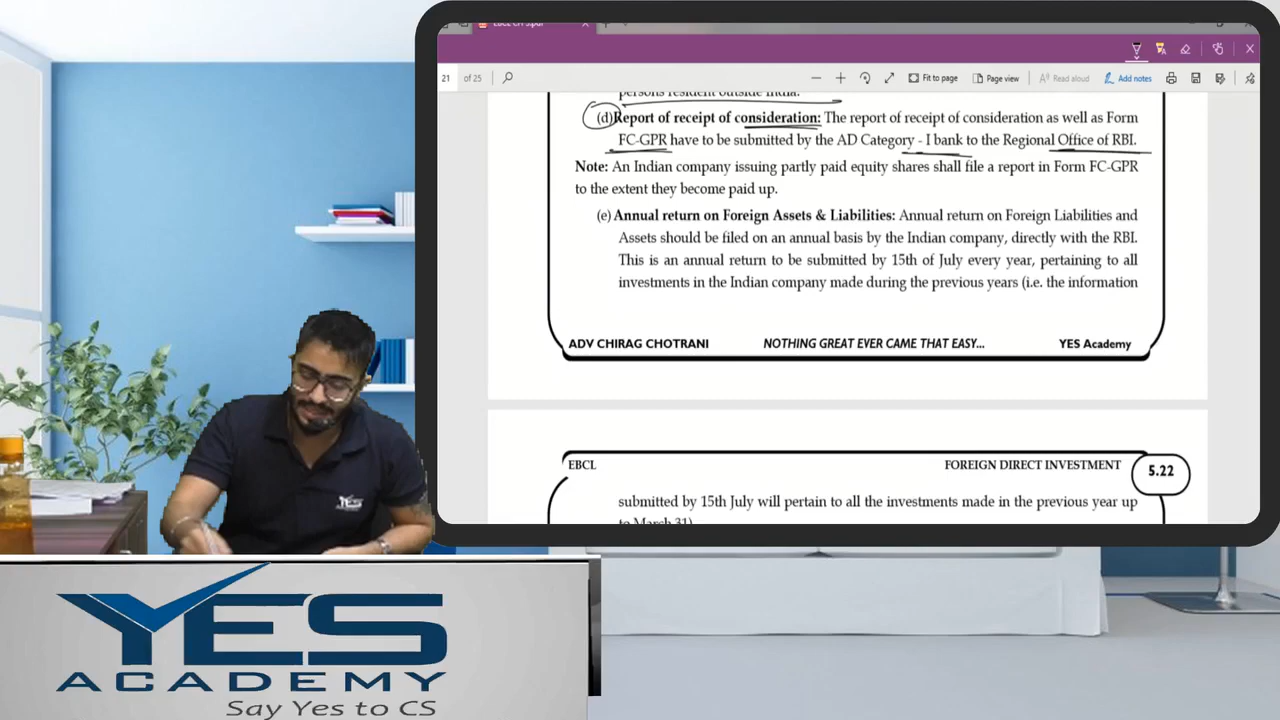 21 of 25
Fit to page
Page view
Read aloud
Add notes
persons resident outside India.
(d) Report of receipt of consideration: The report of receipt of consideration as well as Form
FC-GPR have to be submitted by the AD Category - I bank to the Regional Office of RBI.
Note: An Indian company issuing partly paid equity shares shall file a report in Form FC-GPR
to the extent they become paid up.
(e) Annual return on Foreign Assets & Liabilities: Annual return on Foreign Liabilities and
Assets should be filed on an annual basis by the Indian company, directly with the RBI.
This is an annual return to be submitted by 15th of July every year, pertaining to all
investments in the Indian company made during the previous years (i.e. the information
ADV CHIRAG CHOTRANI NOTHING GREAT EVER CAME THAT EASY... YES Academy
EBCL FOREIGN DIRECT INVESTMENT 5.22
submitted by 15th July will pertain to all the investments made in the previous year up
to March 31)
YES
ACADEMY
Say Yes to CS